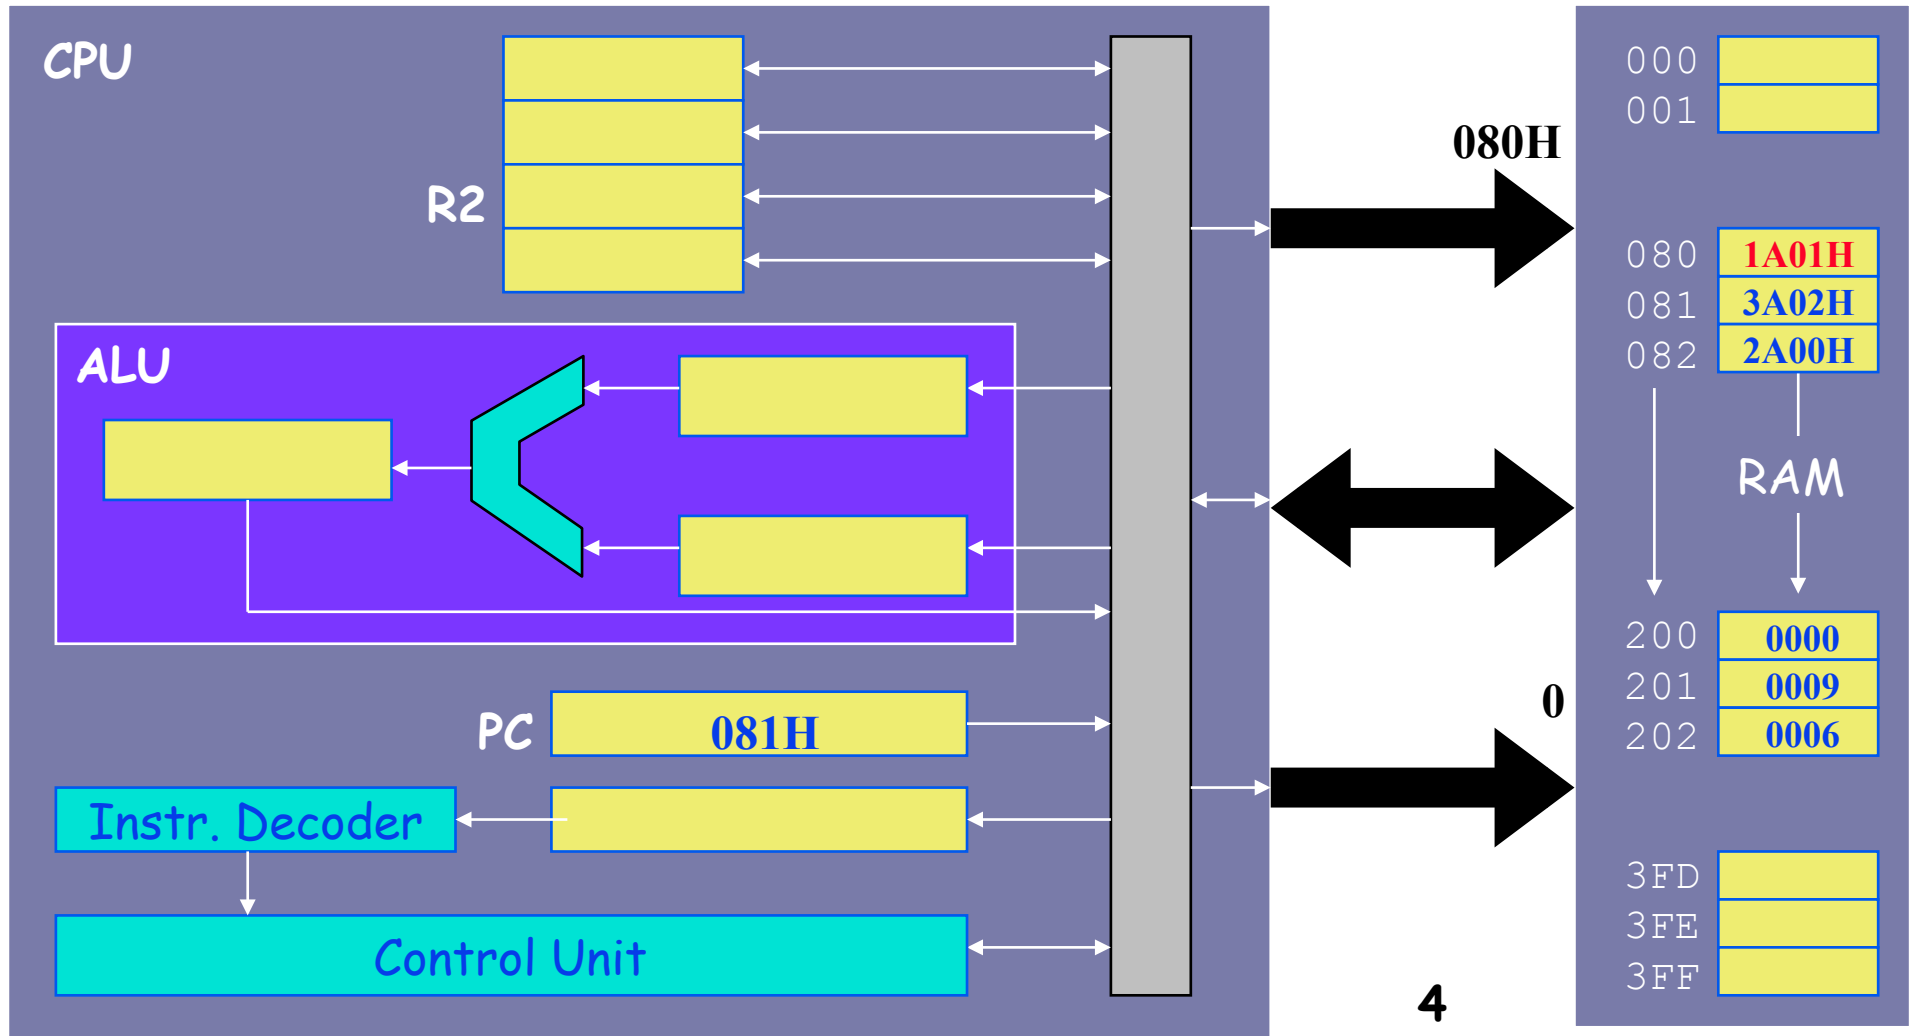 CPU
R2
ALU
PC
081H
Instr. Decoder
Control Unit
080H
0
4
000
001
080 1A01H
081 3A02H
082 2A00H
RAM
200 0000
201 0009
202 0006
3FD
3FE
3FF